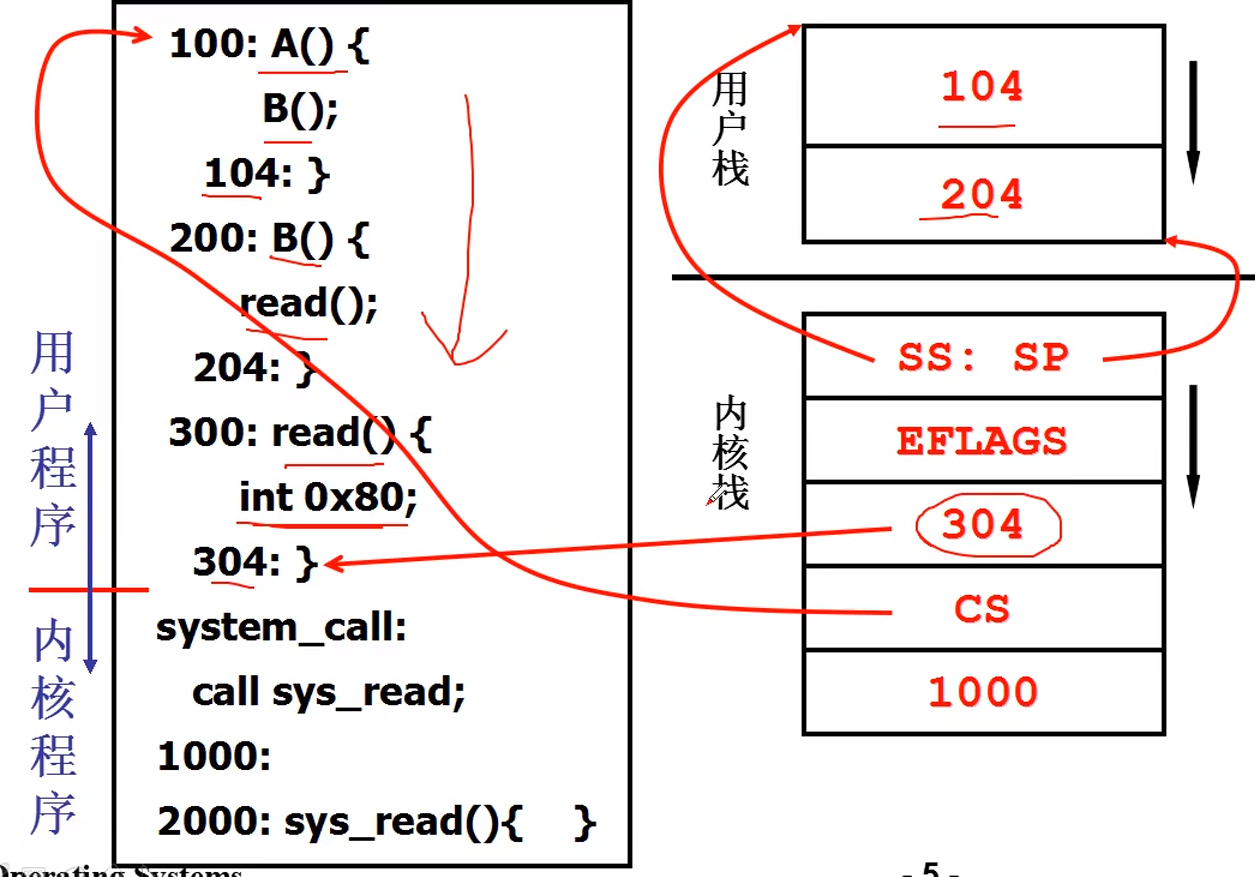 100: A() {
B();
104: }
200: B() {
read();
204: }
300: read() {
int 0x80;
304: }
system_call:
call sys_read;
1000:
2000: sys_read(){ }
用户程序
内核程序
用户栈
104
204
内核栈
SS: SP
EFLAGS
304
CS
1000
Operating Systems
- 5 -